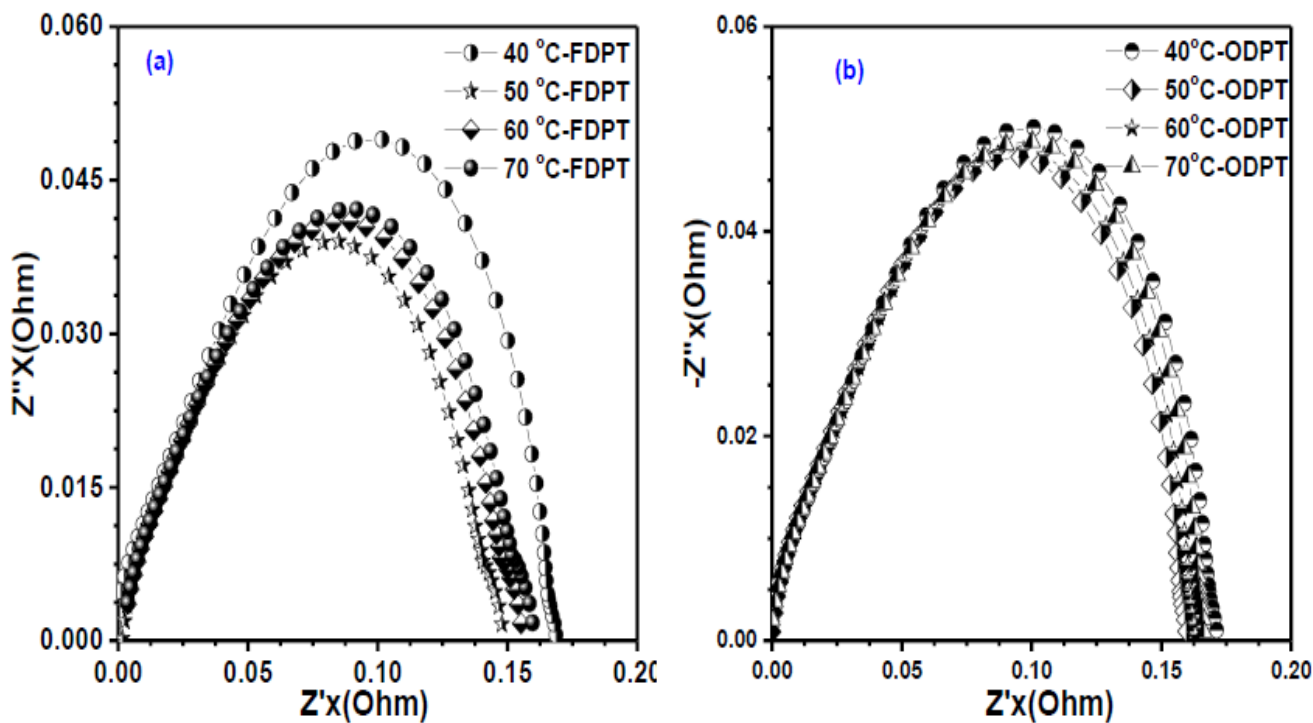 (a)
40 °C-FDPT
50 °C-FDPT
60 °C-FDPT
70 °C-FDPT
0.060
0.045
0.030
0.015
0.000
Z"X(Ohm)
0.00 0.05 0.10 0.15 0.20
Z'x(Ohm)
(b)
40°C-ODPT
50°C-ODPT
60°C-ODPT
70°C-ODPT
0.06
0.04
0.02
0.00
-Z"x(Ohm)
0.00 0.05 0.10 0.15 0.20
Z'x(Ohm)